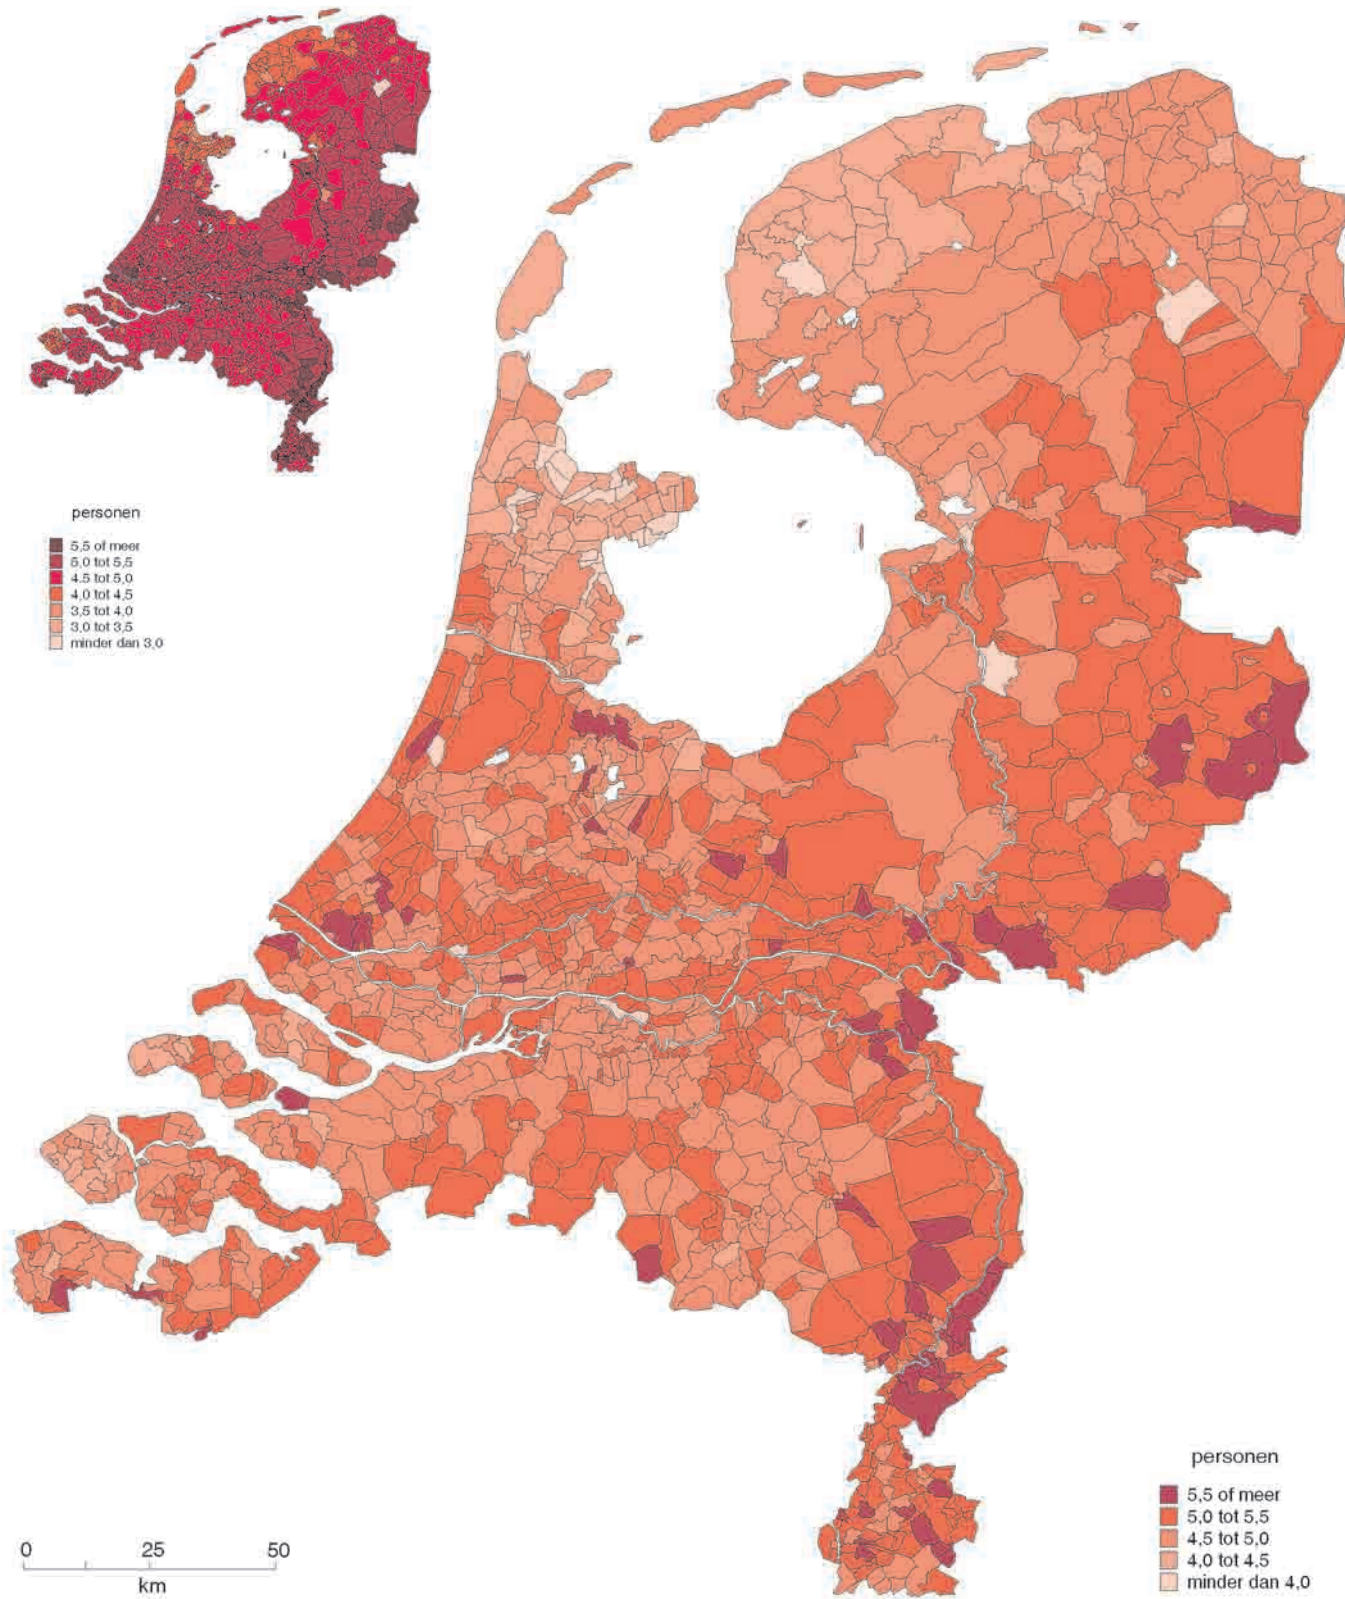 personen
5,5 of meer
5,0 tot 5,5
4,5 tot 5,0
4,0 tot 4,5
3,5 tot 4,0
3,0 tot 3,5
minder dan 3,0
0 25 50
km
personen
5,5 of meer
5,0 tot 5,5
4,5 tot 5,0
4,0 tot 4,5
minder dan 4,0